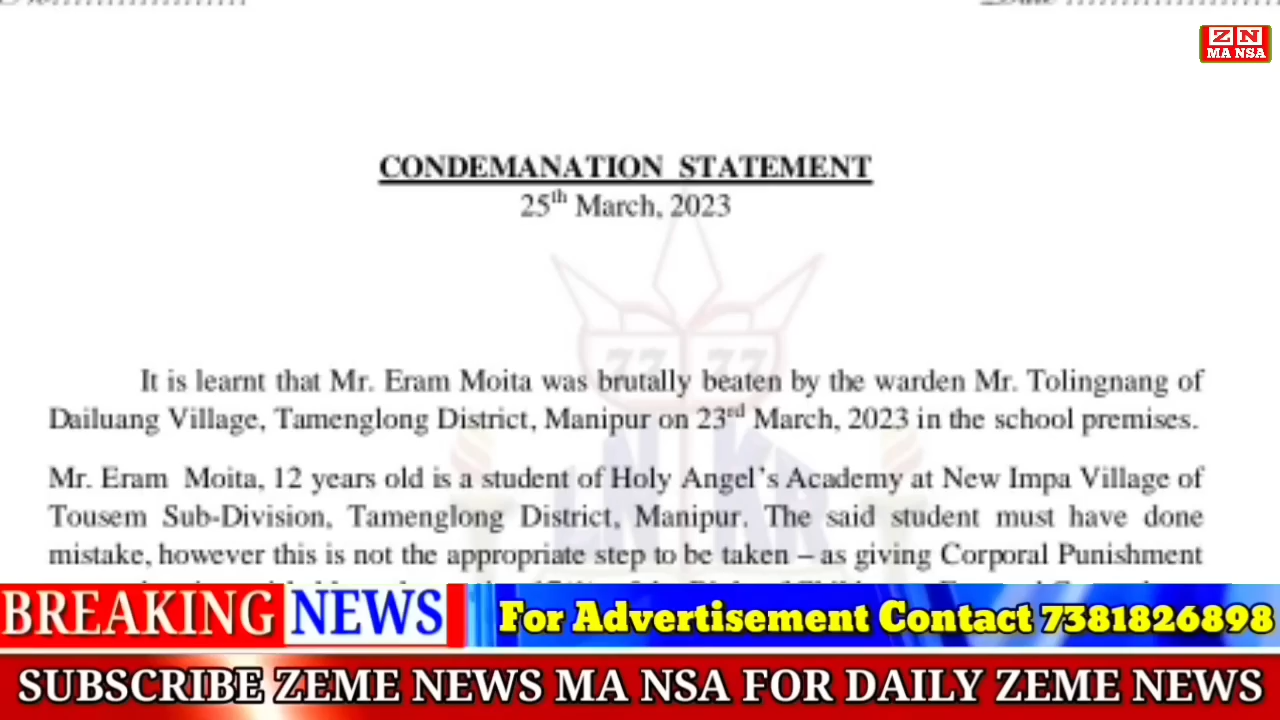 Z N
MA NSA
CONDEMANATION STATEMENT
25th March, 2023
It is learnt that Mr. Eram Moita was brutally beaten by the warden Mr. Tolingnang of
Dailuang Village, Tamenglong District, Manipur on 23rd March, 2023 in the school premises.
Mr. Eram Moita, 12 years old is a student of Holy Angel's Academy at New Impa Village of
Tousem Sub-Division, Tamenglong District, Manipur. The said student must have done
mistake, however this is not the appropriate step to be taken – as giving Corporal Punishment
BREAKING NEWS
For Advertisement Contact 7381826898
SUBSCRIBE ZEME NEWS MA NSA FOR DAILY ZEME NEWS